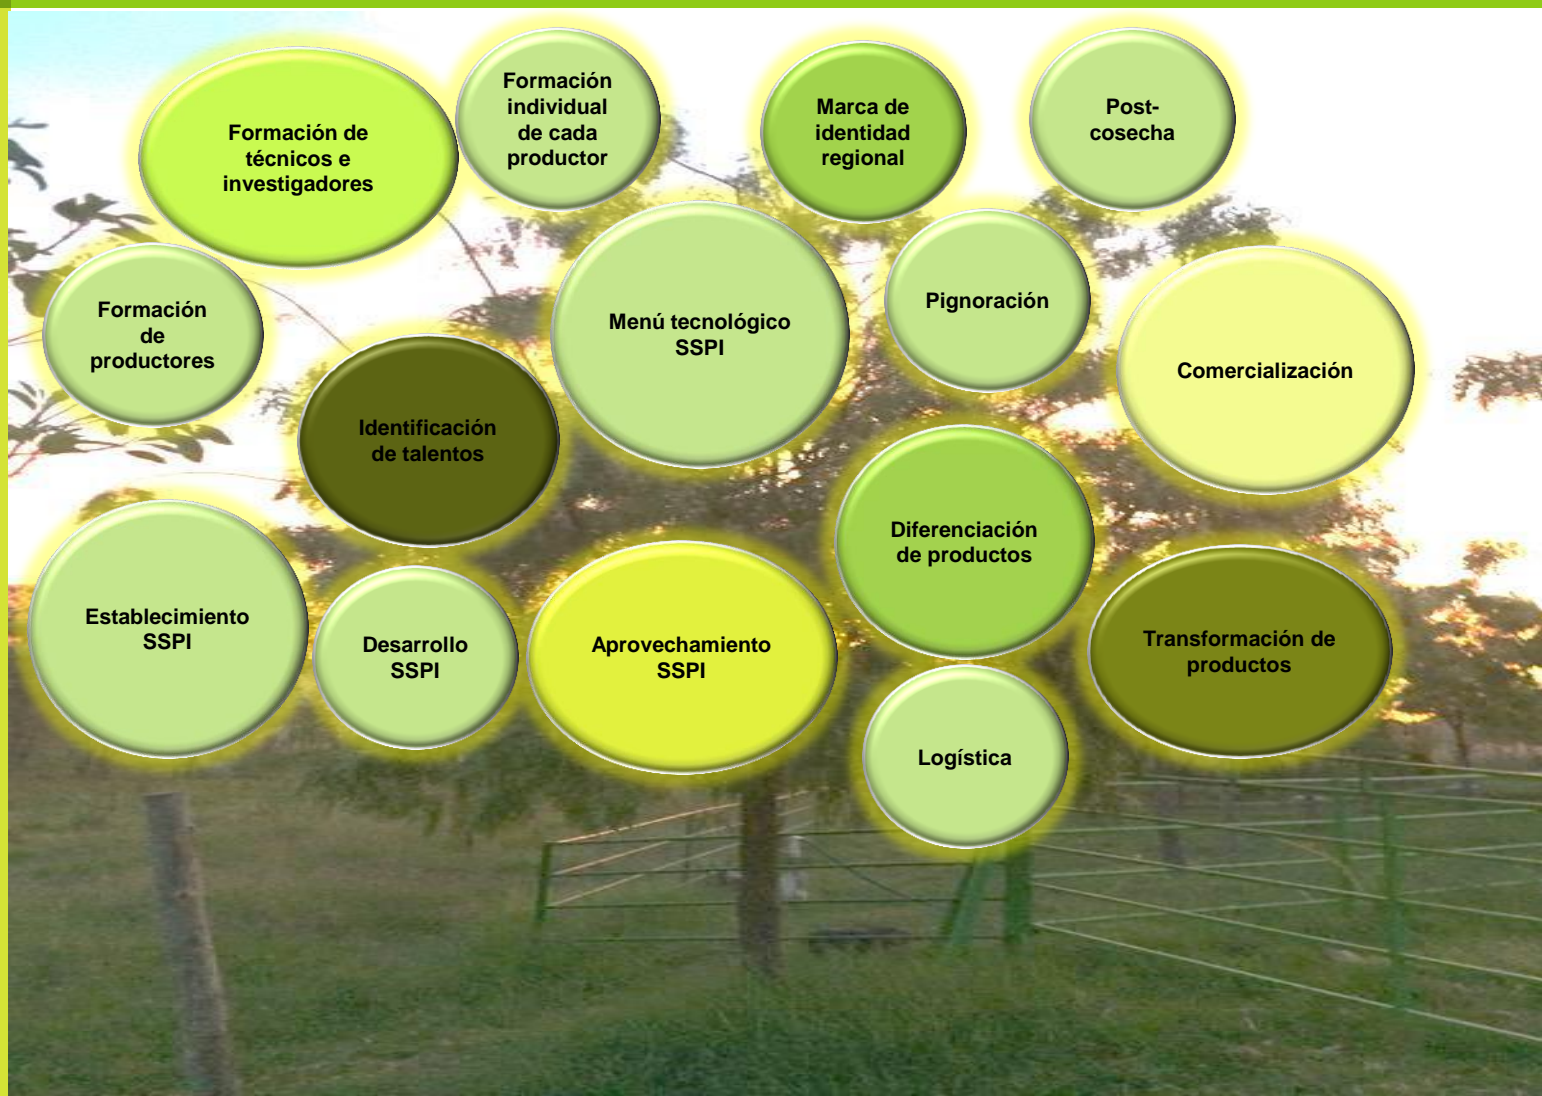 Formación de
técnicos e
investigadores
Formación
individual
de cada
productor
Marca de
identidad
regional
Post-
cosecha
Formación
de
productores
Menú tecnológico
SSPI
Pignoración
Comercialización
Identificación
de talentos
Diferenciación
de productos
Establecimiento
SSPI
Desarrollo
SSPI
Aprovechamiento
SSPI
Transformación de
productos
Logística